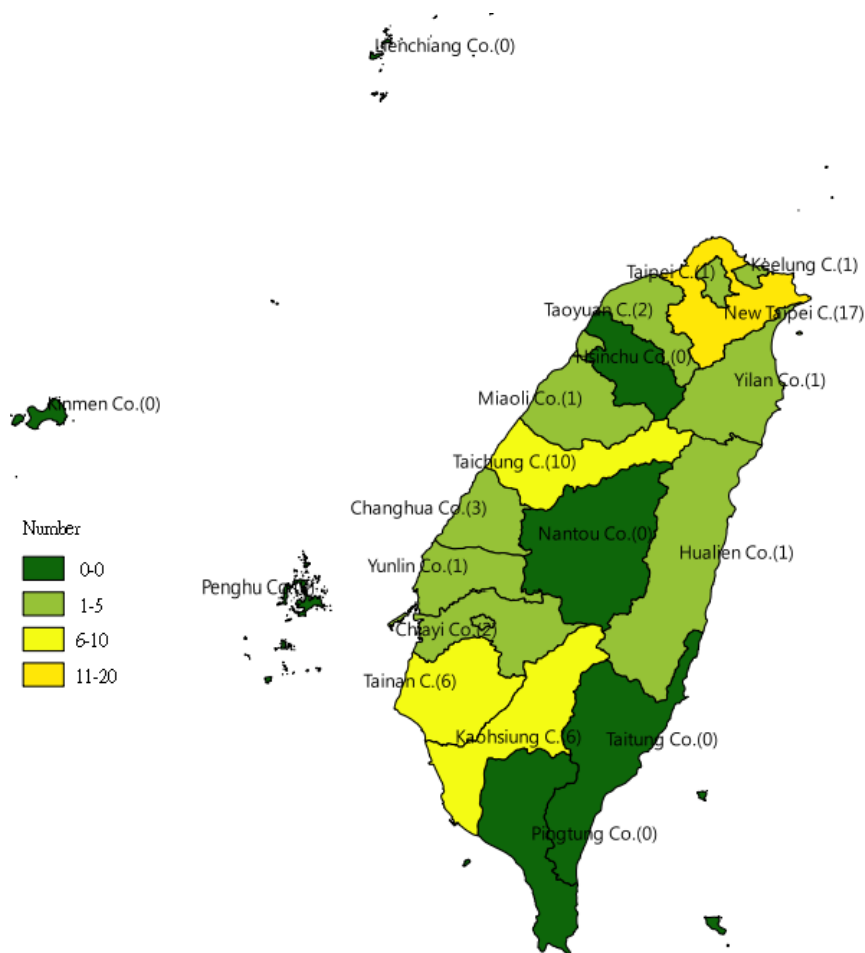 Lienchiang Co.(0)
Keelung C.(1)
Taipei C.(1)
Taoyuan C.(2)
New Taipei C.(17)
Hsinchu Co.(0)
Yilan Co.(1)
Miaoli Co.(1)
Kinmen Co.(0)
Taichung C.(10)
Changhua Co.(3)
Nantou Co.(0)
Hualien Co.(1)
Yunlin Co.(1)
Penghu Co.
Chiayi Co.(2)
Tainan C.(6)
Kaohsiung C.(6)
Taitung Co.(0)
Pingtung Co.(0)
Number
0-0
1-5
6-10
11-20